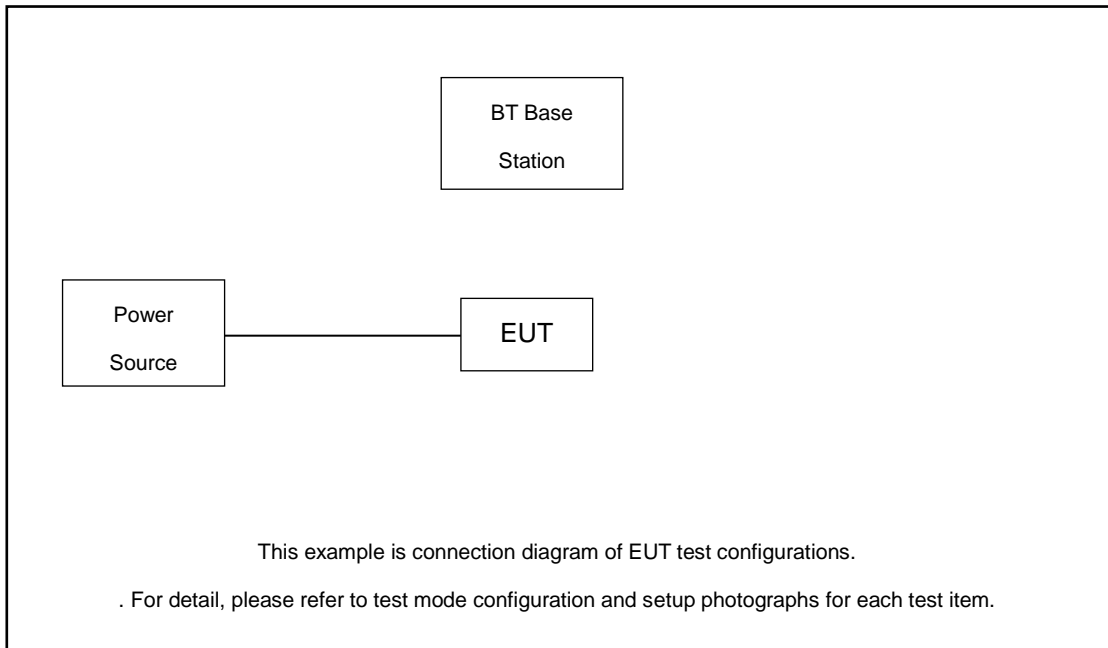 BT Base
Station
Power
Source
EUT
This example is connection diagram of EUT test configurations.
. For detail, please refer to test mode configuration and setup photographs for each test item.